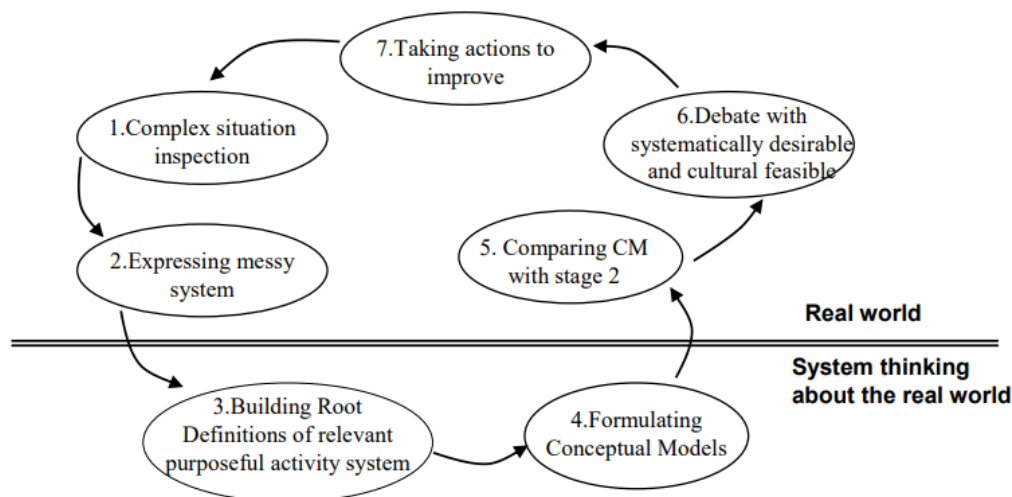 7.Taking actions to
improve
1.Complex situation
inspection
6.Debate with
systematically desirable
and cultural feasible
2.Expressing messy
system
5. Comparing CM
with stage 2
Real world
System thinking
about the real world
3.Building Root
Definitions of relevant
purposeful activity system
4.Formulating
Conceptual Models